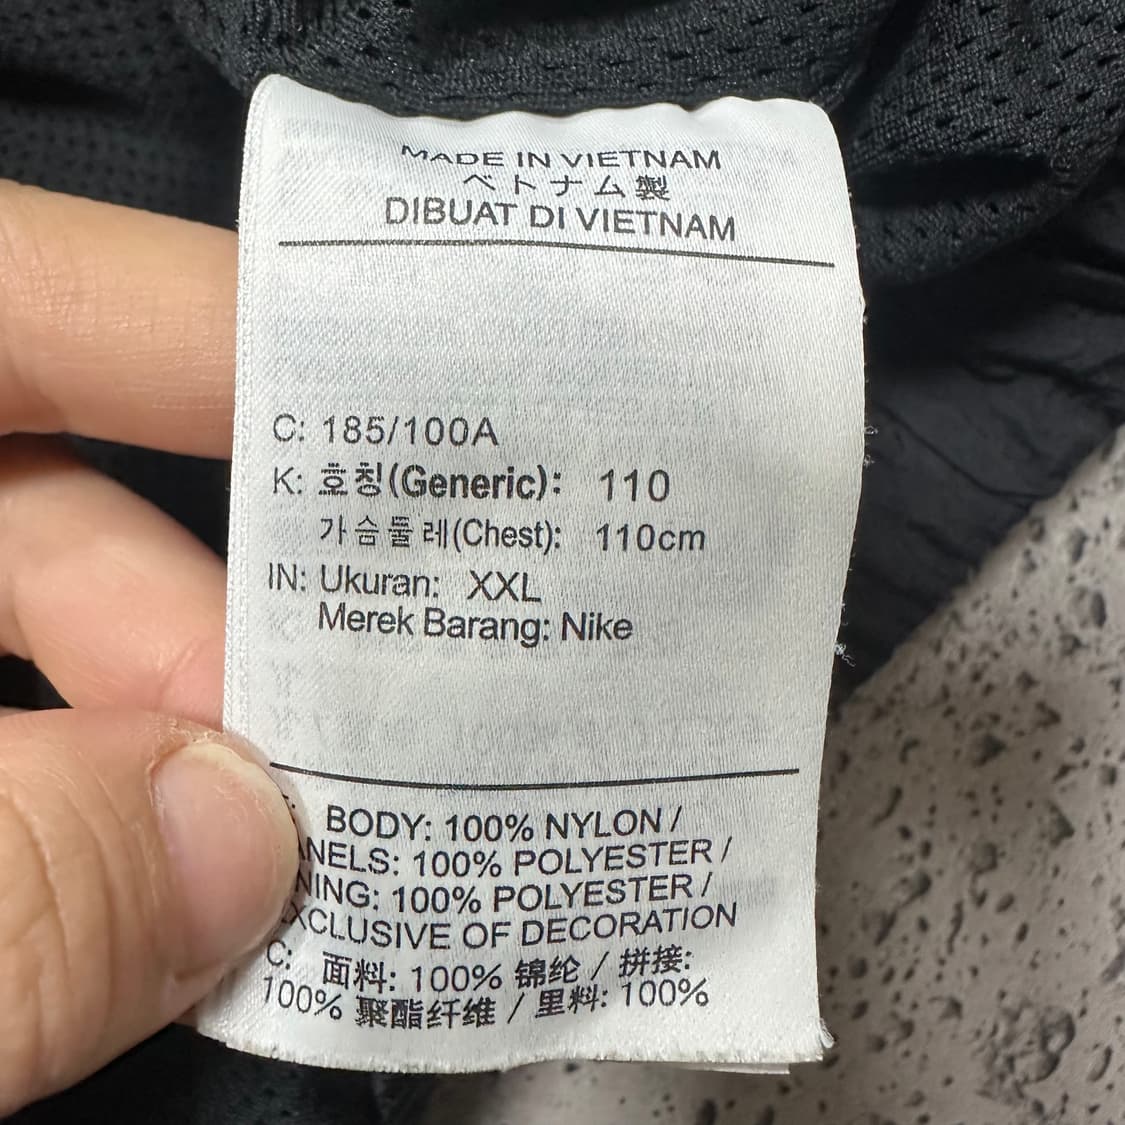 MADE IN VIETNAM
ベトナム製
DIBUAT DI VIETNAM
C: 185/100A
K: 호칭(Generic): 110
가슴둘레(Chest): 110cm
IN: Ukuran: XXL
Merek Barang: Nike
BODY: 100% NYLON /
ANELS: 100% POLYESTER /
NING: 100% POLYESTER /
EXCLUSIVE OF DECORATION
C: 面料: 100% 锦纶 / 拼接:
100% 聚酯纤维 / 里料: 100%